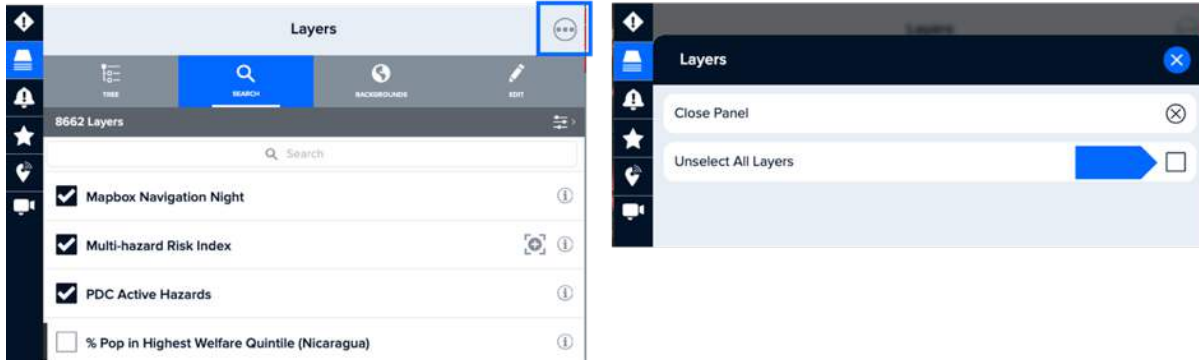 Layers
TREE
SEARCH
BACKGROUNDS
EDIT
8662 Layers
Search
Mapbox Navigation Night
Multi-hazard Risk Index
PDC Active Hazards
% Pop in Highest Welfare Quintile (Nicaragua)
Layers
Close Panel
Unselect All Layers